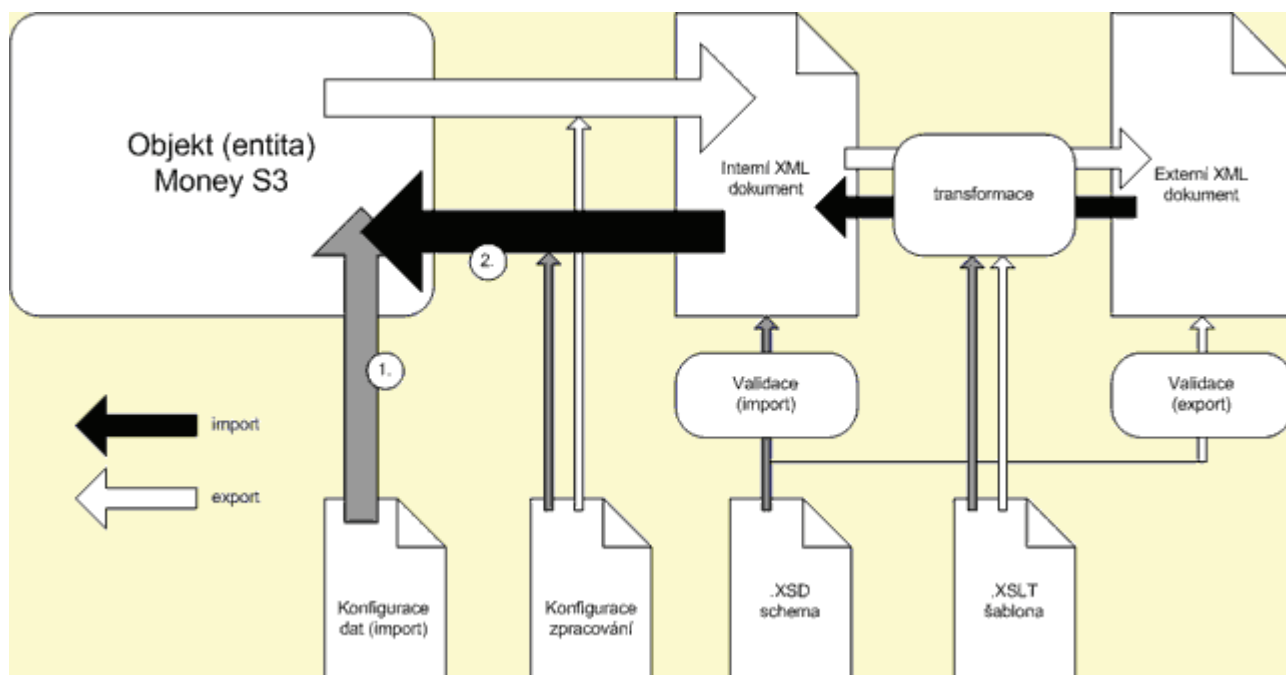 Objekt (entita)
Money S3
Interní XML
dokument
transformace
Externí XML
dokument
2.
1.
Validace
(import)
Validace
(export)
import
export
Konfigurace
dat (import)
Konfigurace
zpracování
.XSD
schema
.XSLT
šablona